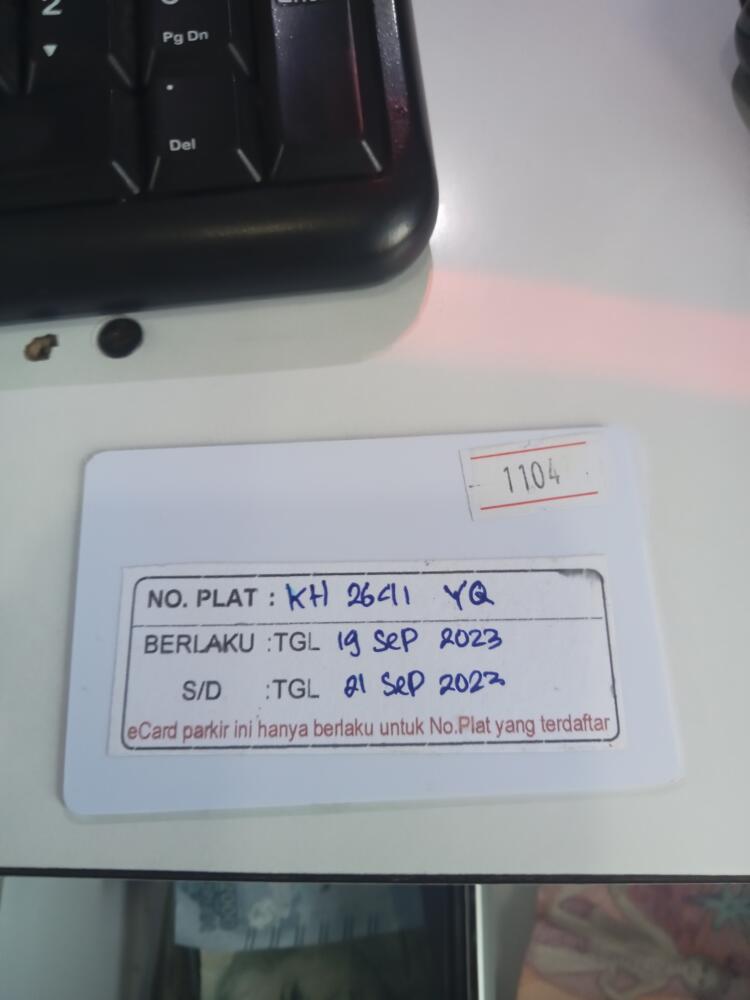 2
Pg Dn
.
Del
1104
NO. PLAT : KH 2641 YQ
BERLAKU :TGL 19 SEP 2023
S/D :TGL 21 SEP 2023
eCard parkir ini hanya berlaku untuk No.Plat yang terdaftar